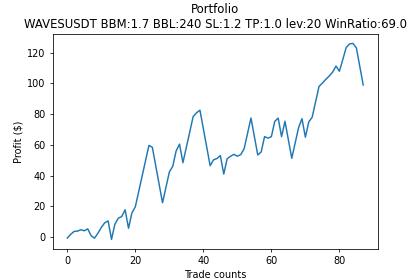 Portfolio
WAVESUSDT BBM:1.7 BBL:240 SL:1.2 TP:1.0 lev:20 WinRatio:69.0
120
100
80
60
40
20
0
Profit ($)
0 20 40 60 80
Trade counts